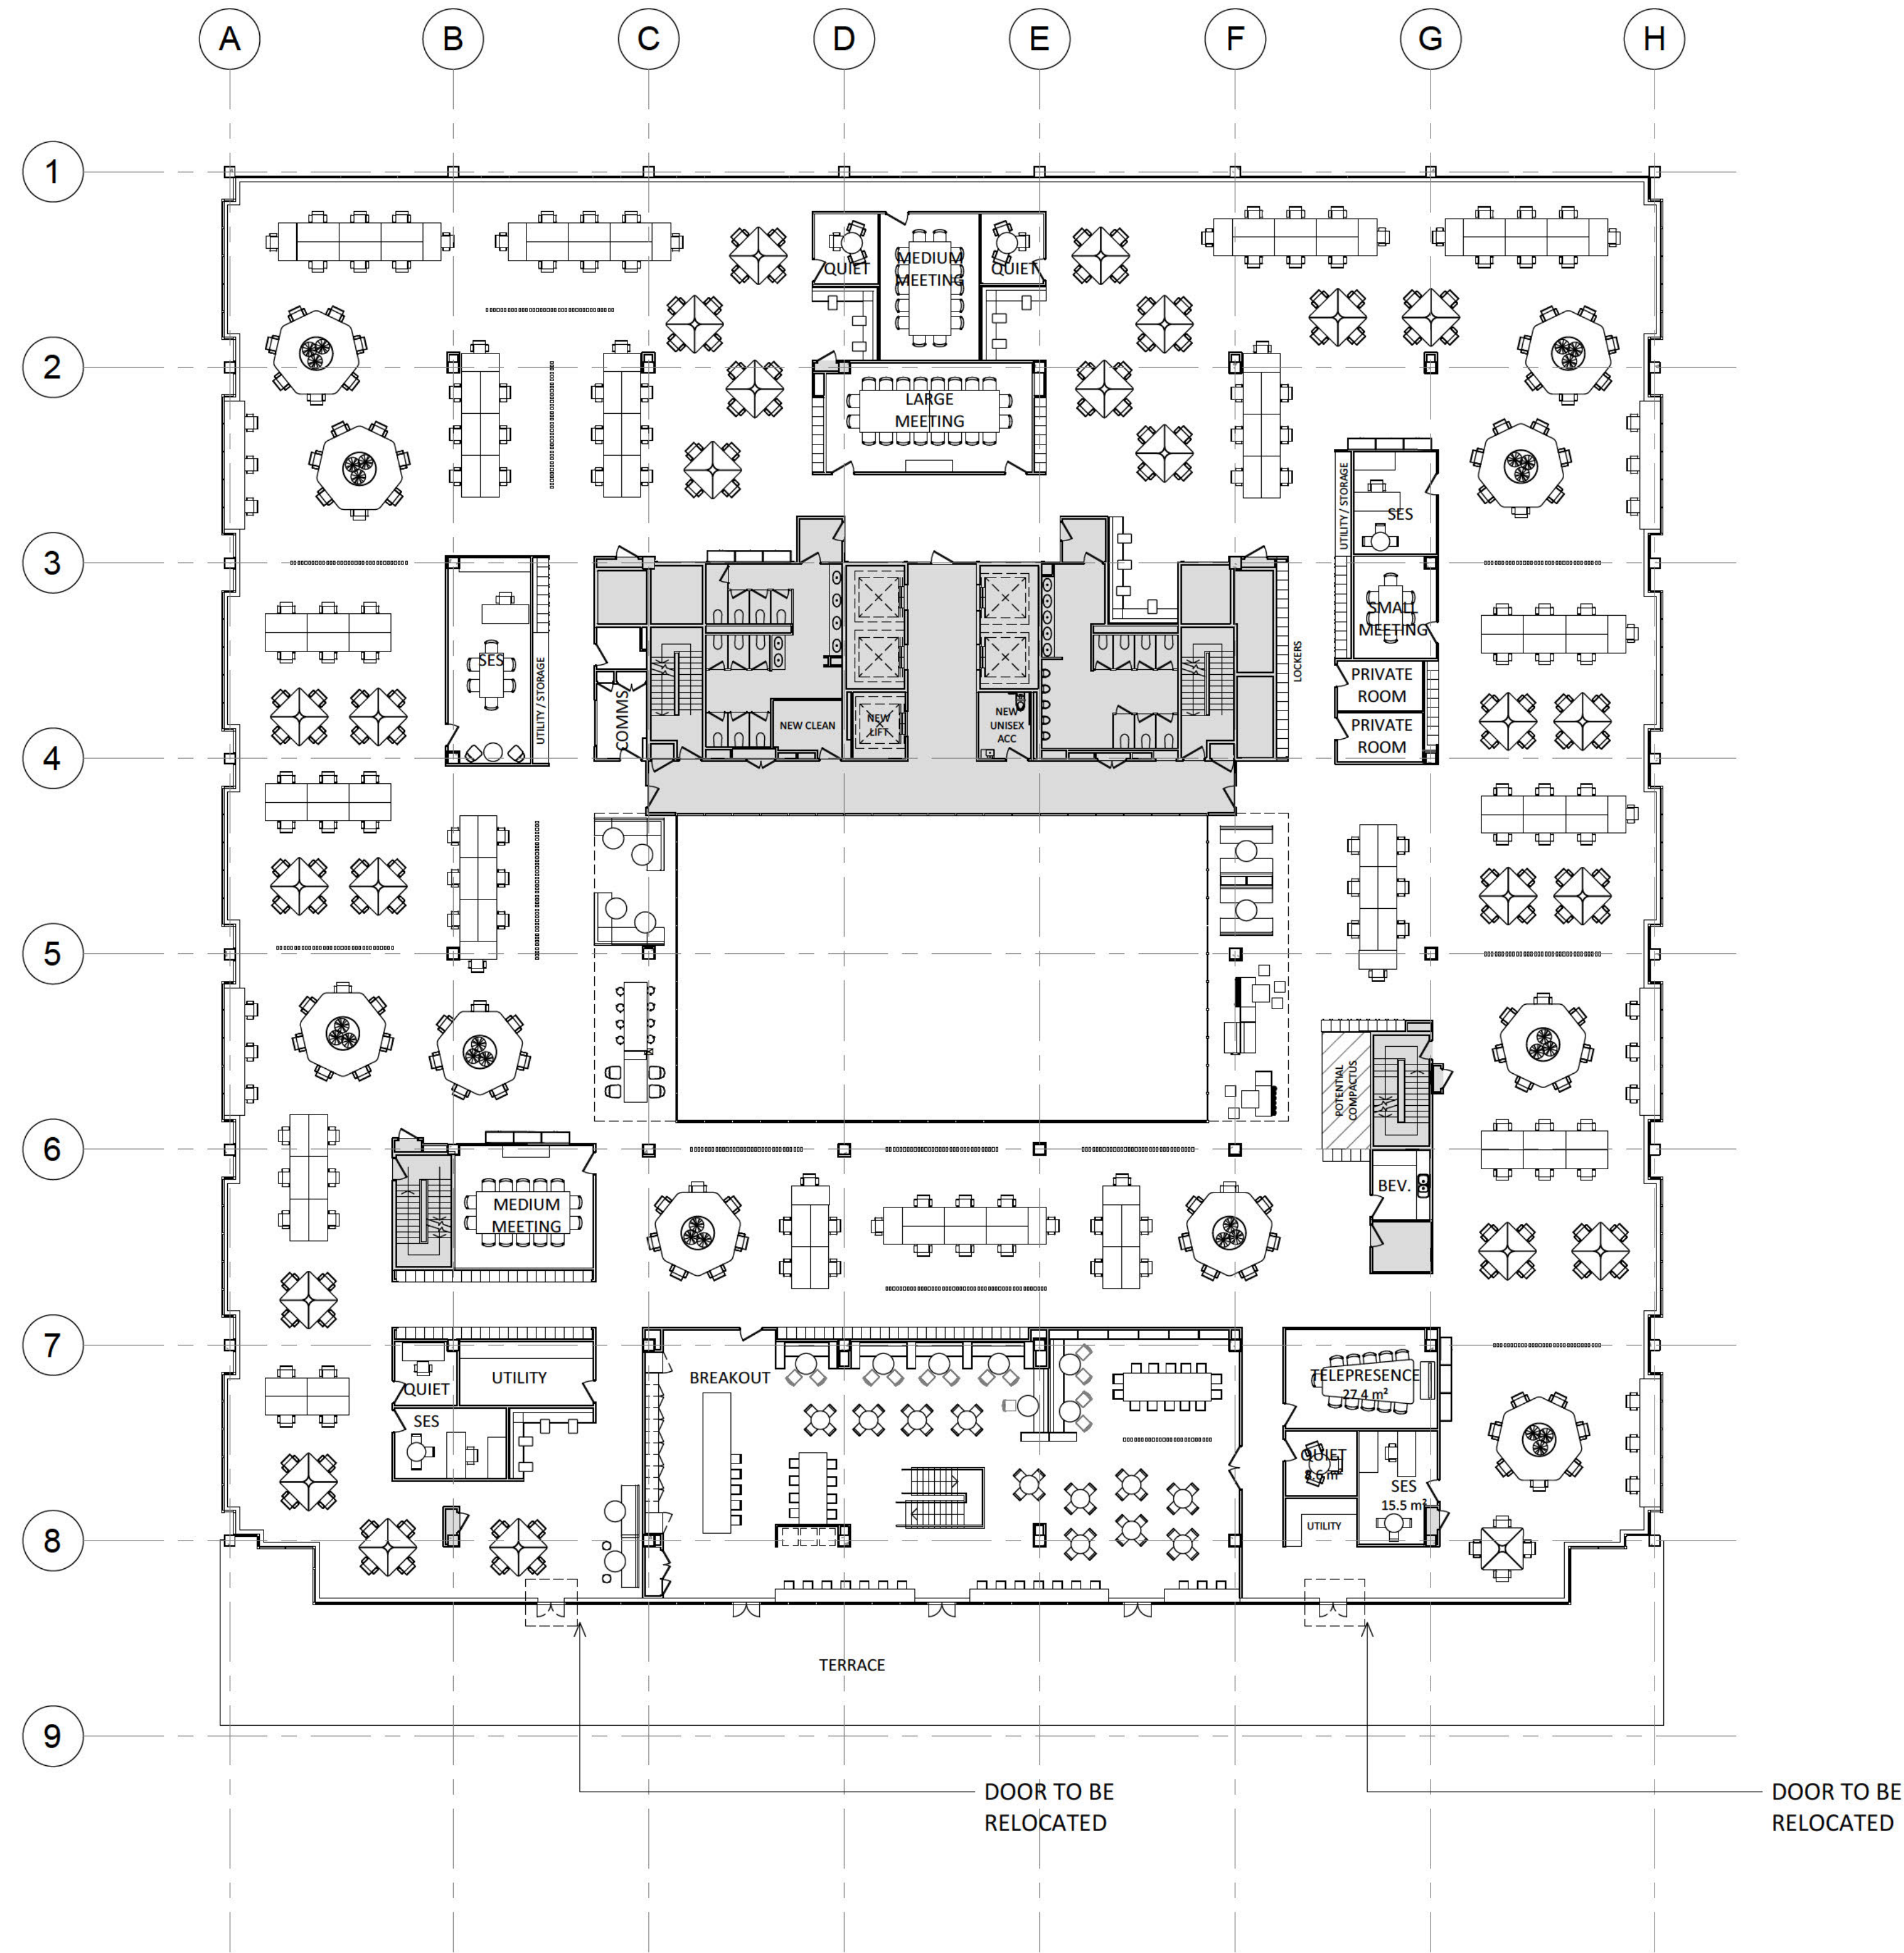 A
B
C
D
E
F
G
H
1
QUIET
MEDIUM
MEETING
QUIET
2
LARGE
MEETING
UTILITY / STORAGE
SES
3
SMALL
MEETING
SES
UTILITY / STORAGE
LOCKERS
PRIVATE
ROOM
COMMS
NEW CLEAN
NEW
LIFT
NEW
UNISEX
ACC
PRIVATE
ROOM
4
5
POTENTIAL
COMPACTUS
6
BEV.
MEDIUM
MEETING
7
BREAKOUT
UTILITY
QUIET
TELEPRESENCE
27.4 m²
SES
QUIET
8.6 m²
SES
15.5 m²
UTILITY
8
TERRACE
9
DOOR TO BE
RELOCATED
DOOR TO BE
RELOCATED